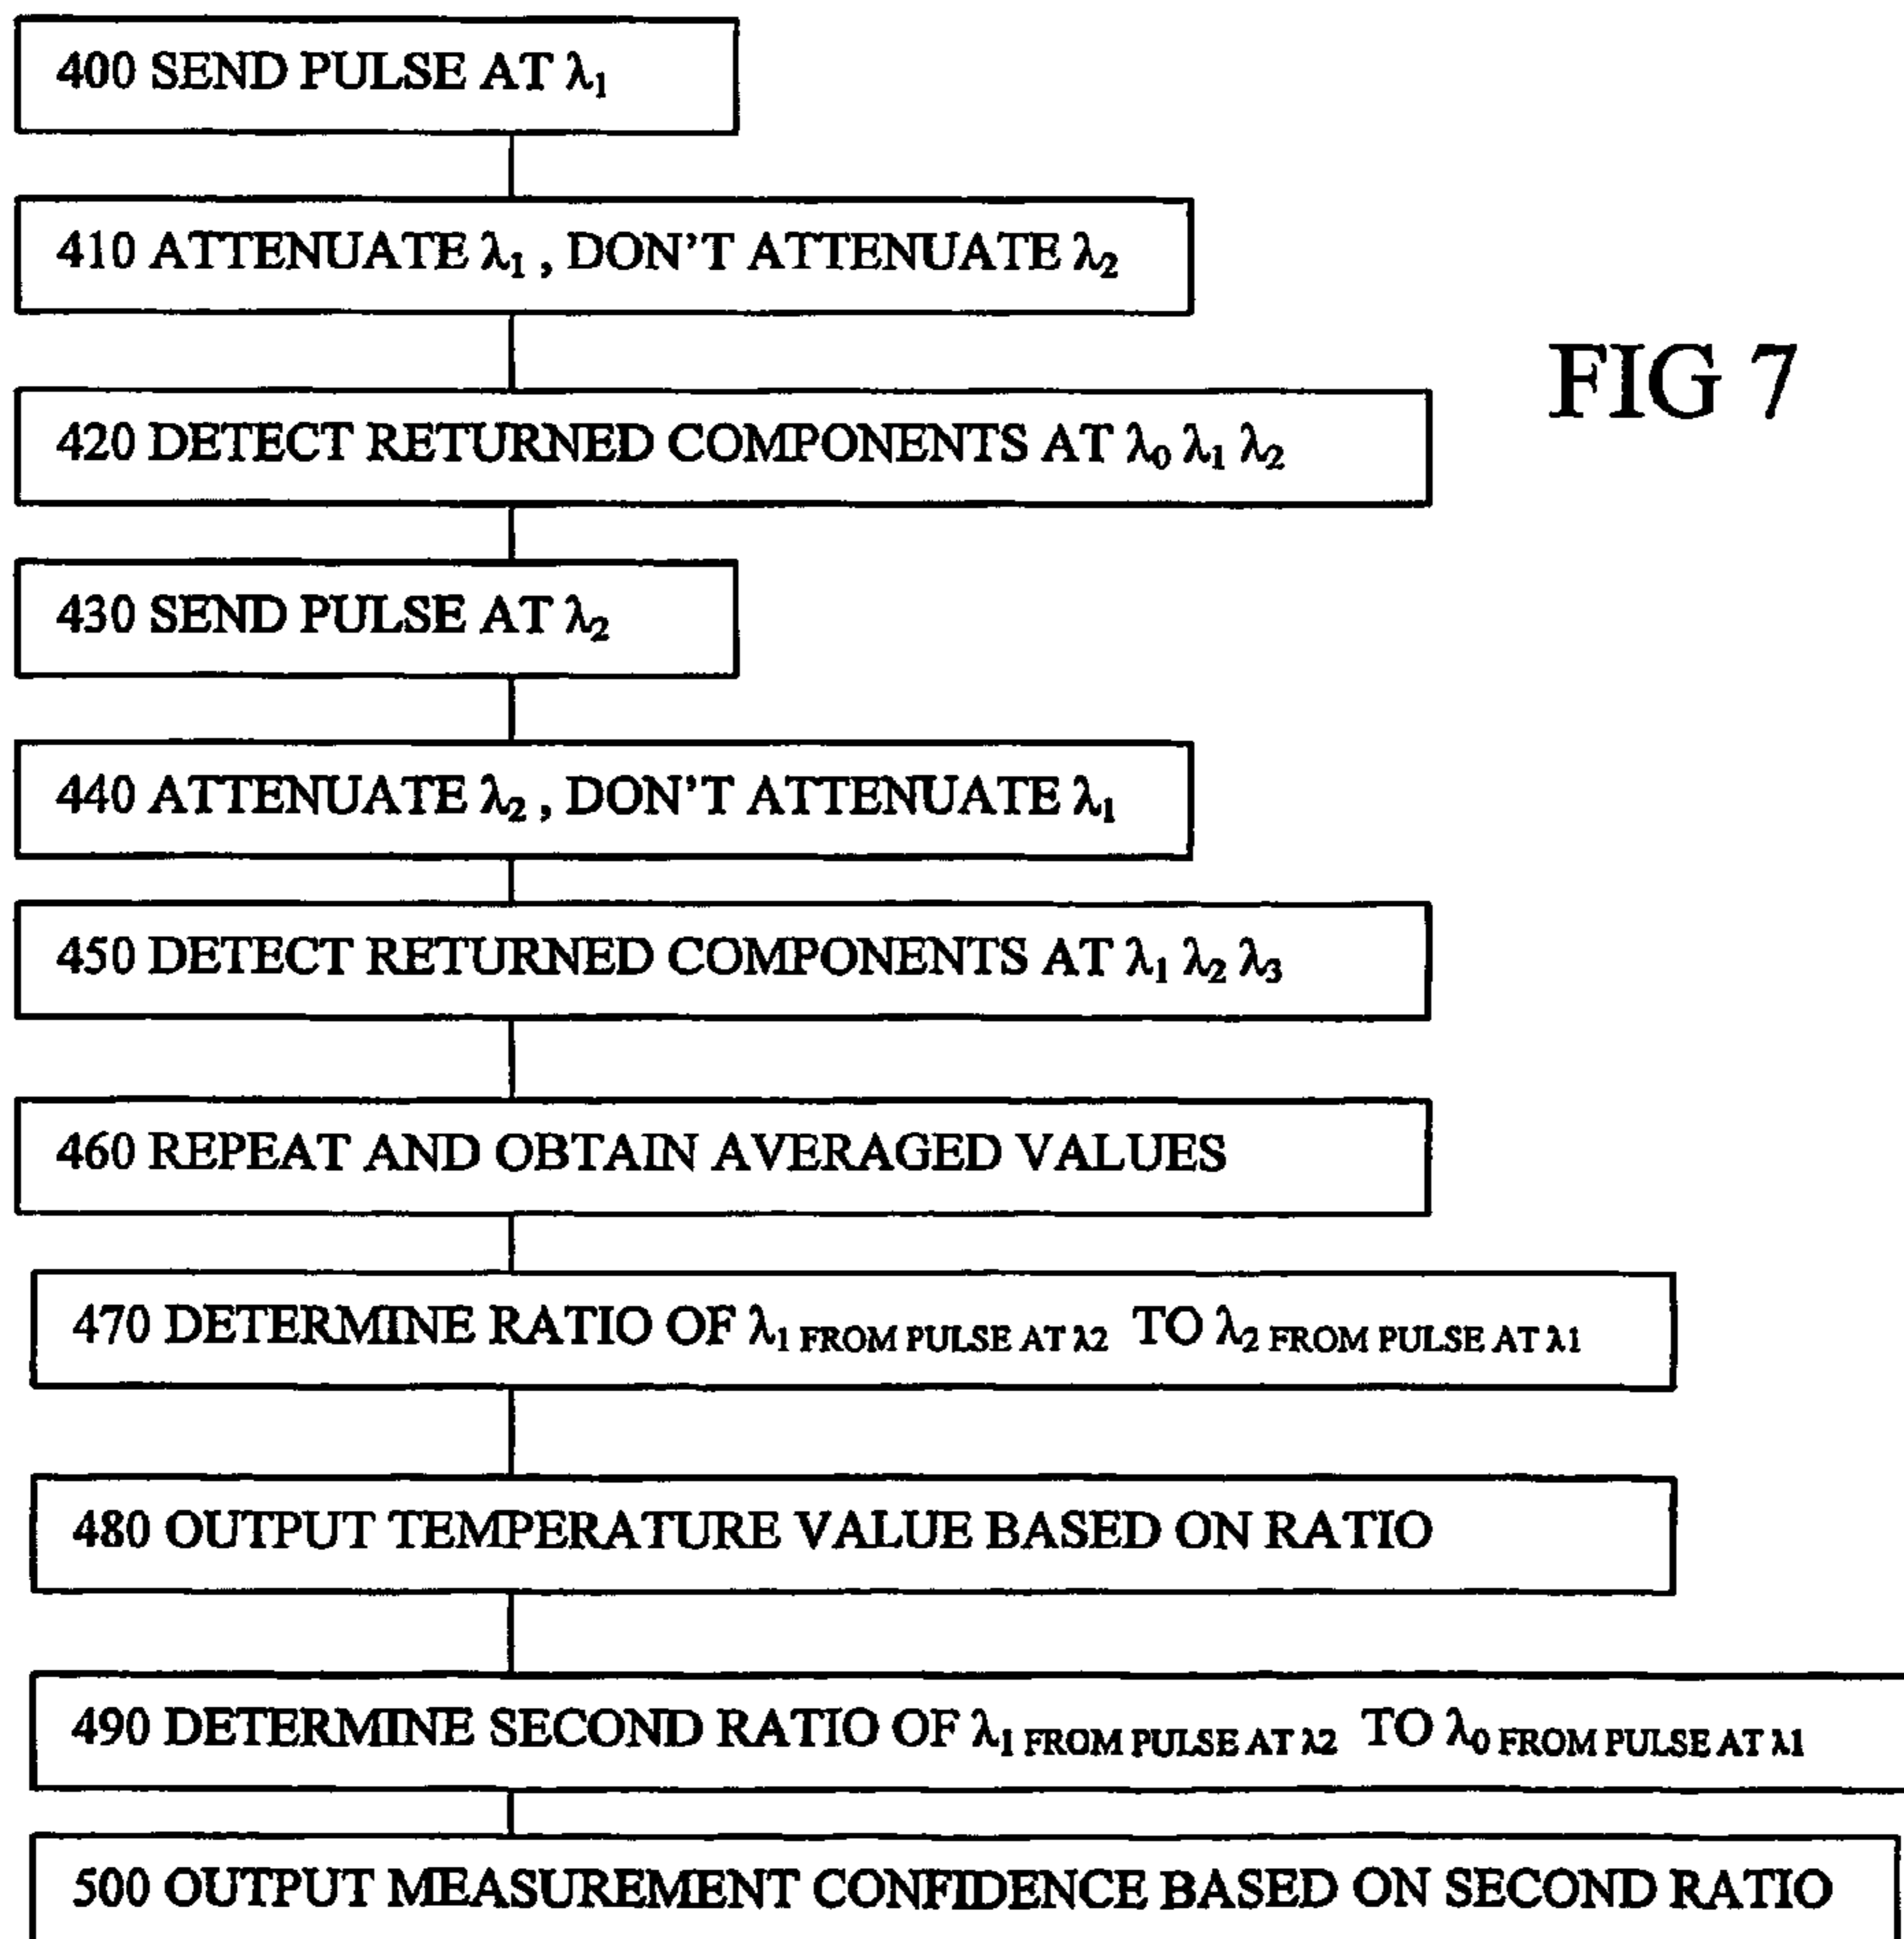 400 SEND PULSE AT λ₁
410 ATTENUATE λ₁ , DON'T ATTENUATE λ₂
FIG 7
420 DETECT RETURNED COMPONENTS AT λ₀ λ₁ λ₂
430 SEND PULSE AT λ₂
440 ATTENUATE λ₂ , DON'T ATTENUATE λ₁
450 DETECT RETURNED COMPONENTS AT λ₁ λ₂ λ₃
460 REPEAT AND OBTAIN AVERAGED VALUES
470 DETERMINE RATIO OF λ₁ FROM PULSE AT λ2 TO λ₂ FROM PULSE AT λ1
480 OUTPUT TEMPERATURE VALUE BASED ON RATIO
490 DETERMINE SECOND RATIO OF λ₁ FROM PULSE AT λ2 TO λ₀ FROM PULSE AT λ1
500 OUTPUT MEASUREMENT CONFIDENCE BASED ON SECOND RATIO